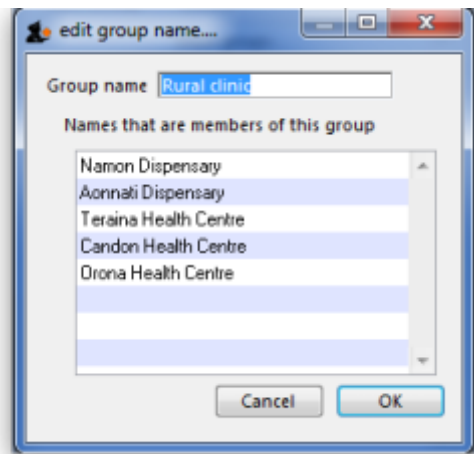 edit group name....
Group name Rural clinic
Names that are members of this group
Namon Dispensary
Aonnati Dispensary
Teraina Health Centre
Candon Health Centre
Orona Health Centre
Cancel OK